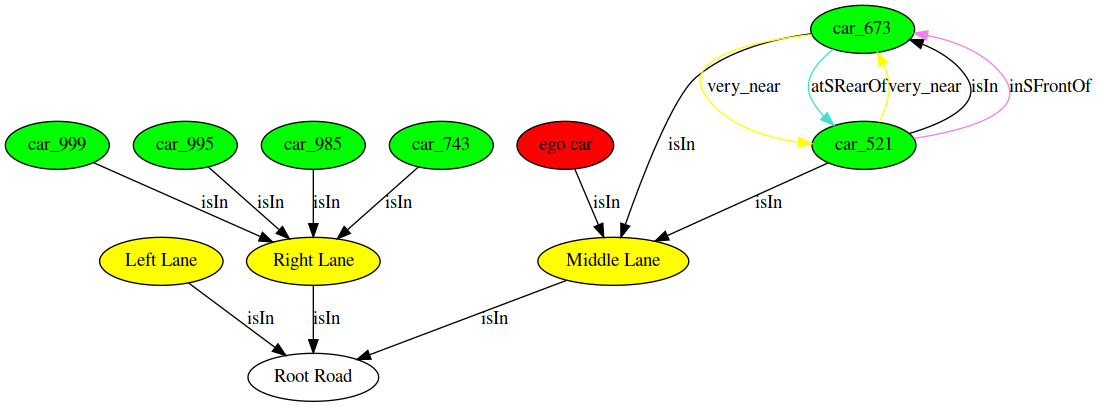 car_673
very_near
atSRearOf
very_near
isIn
inSFrontOf
car_999
car_995
car_985
car_743
ego car
isIn
car_521
isIn
isIn
isIn
isIn
isIn
isIn
Left Lane
Right Lane
Middle Lane
isIn
isIn
isIn
Root Road